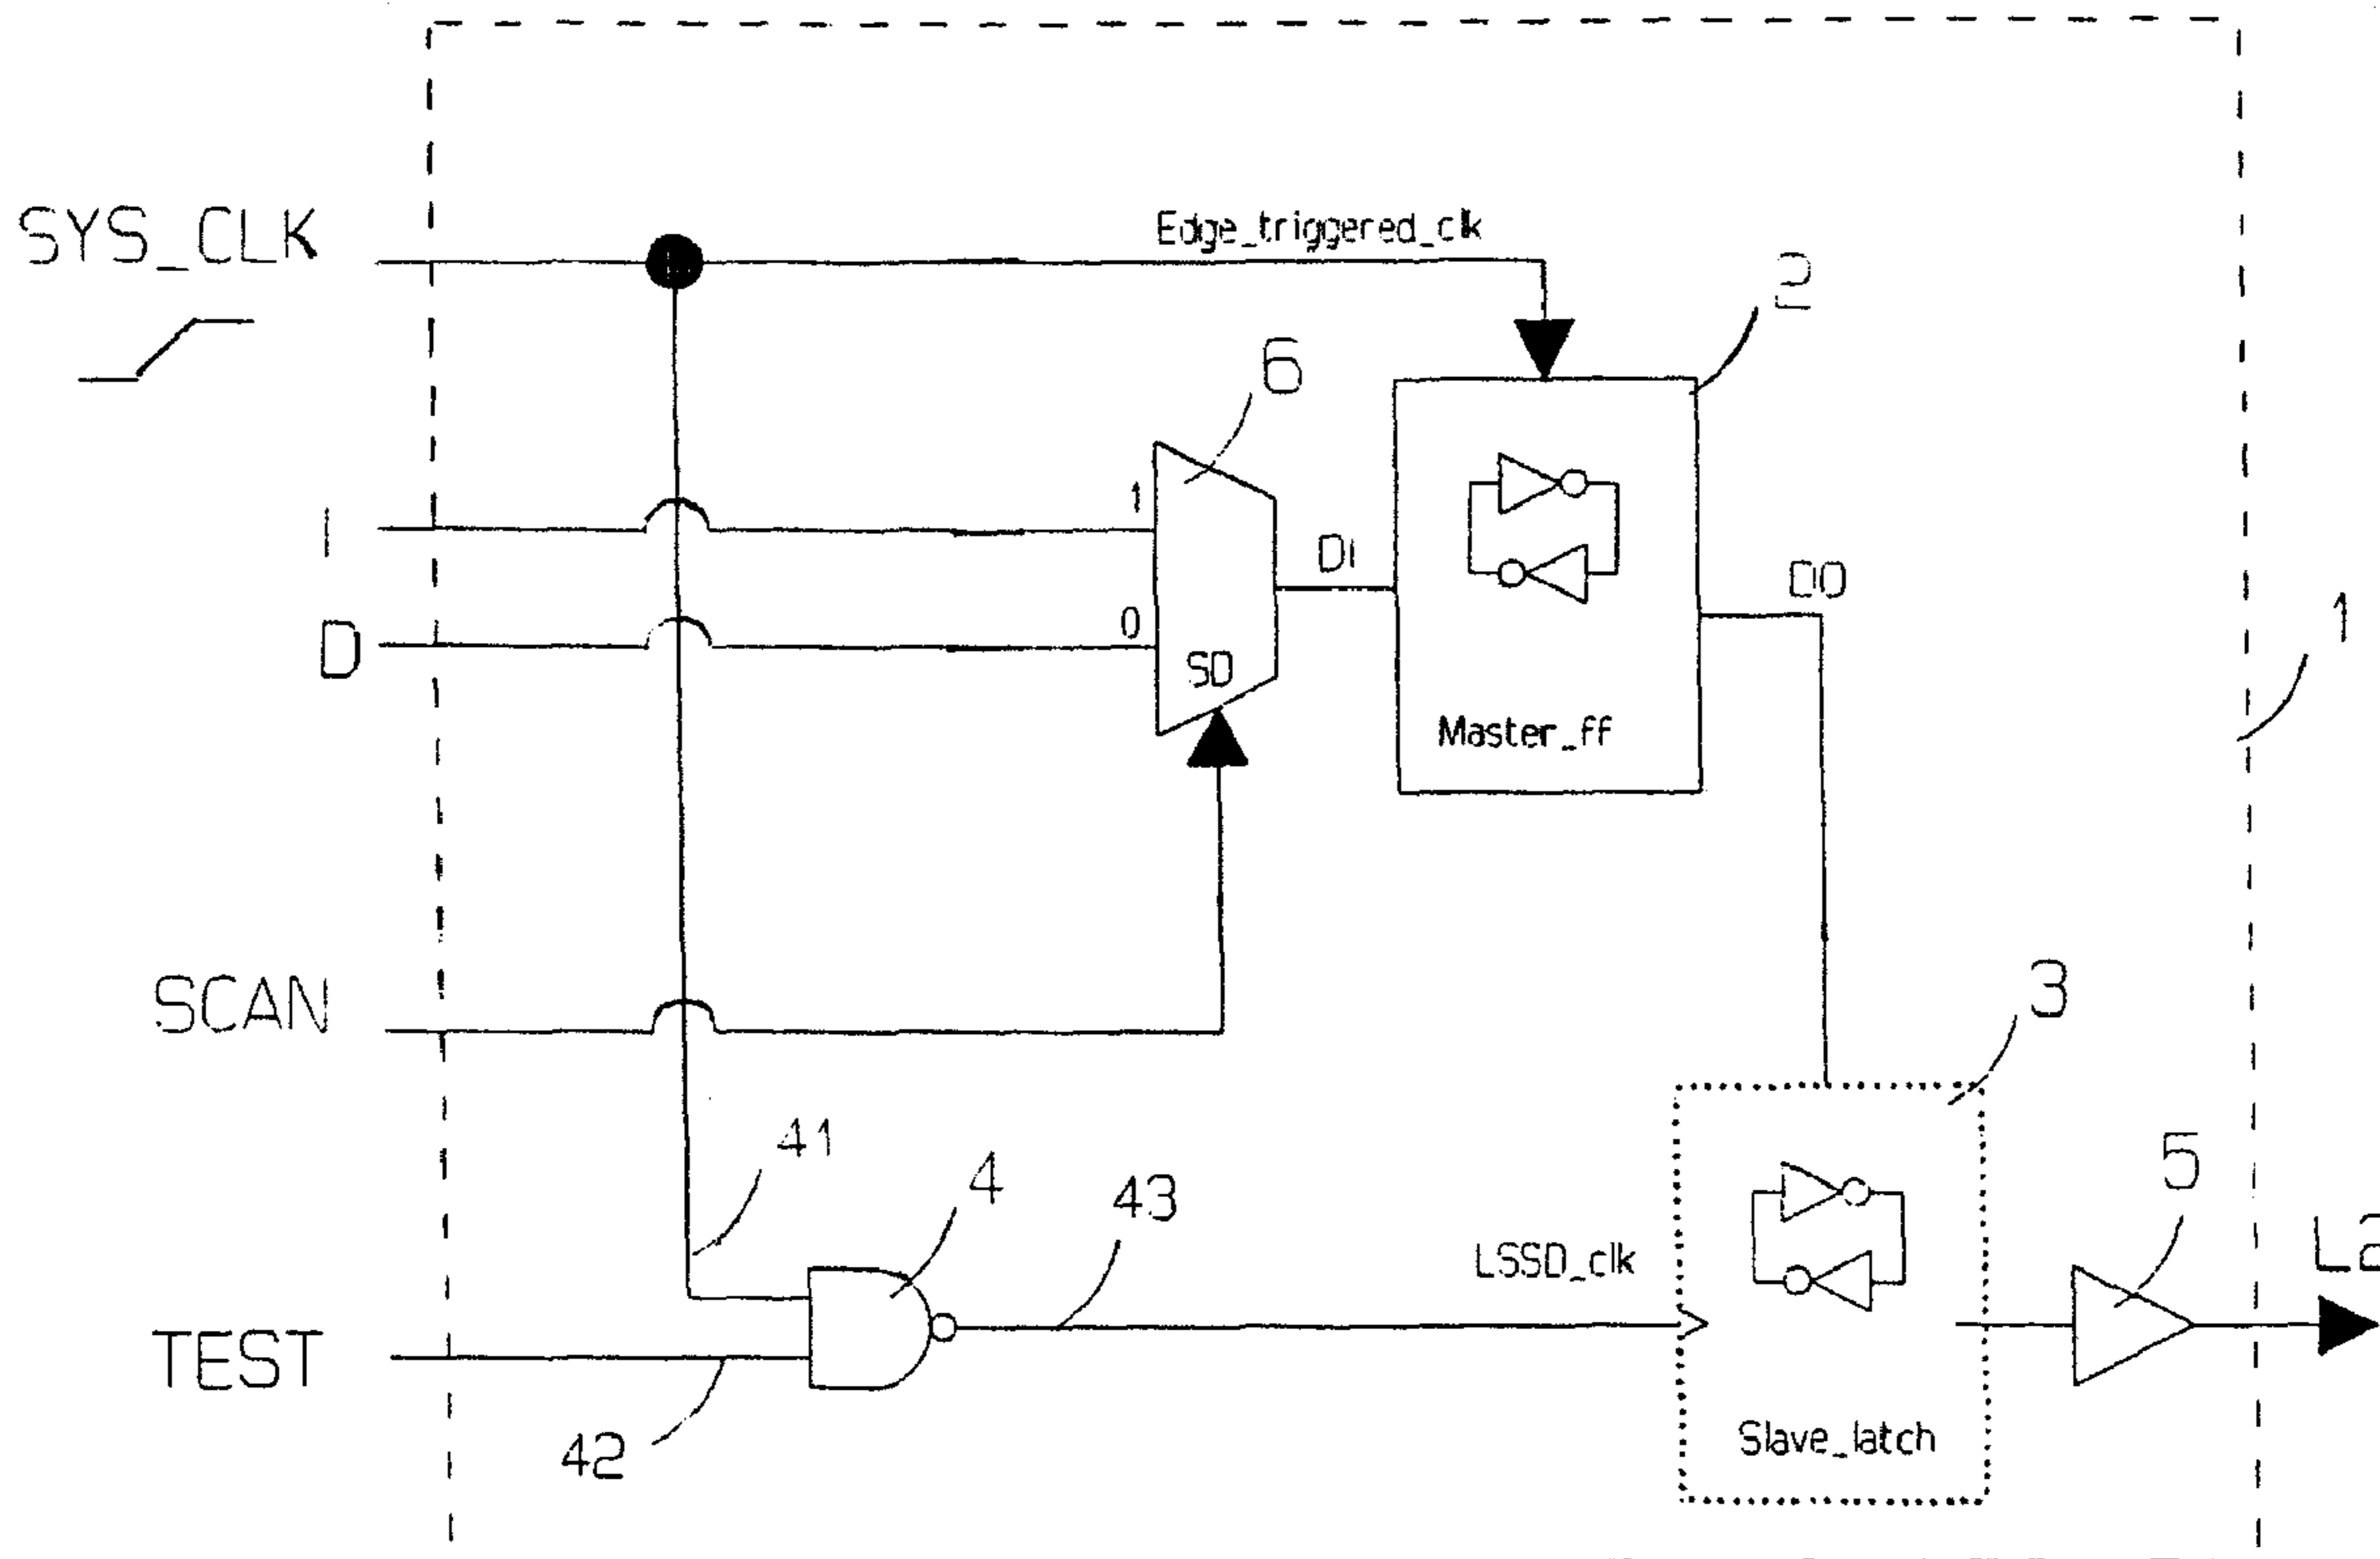 SYS_CLK
Edge_triggered_clk
2
6
I
1
DI
DO
D
0
SD
1
Master_ff
SCAN
3
41
4
43
5
LSSD_clk
L2
TEST
42
Slave_latch